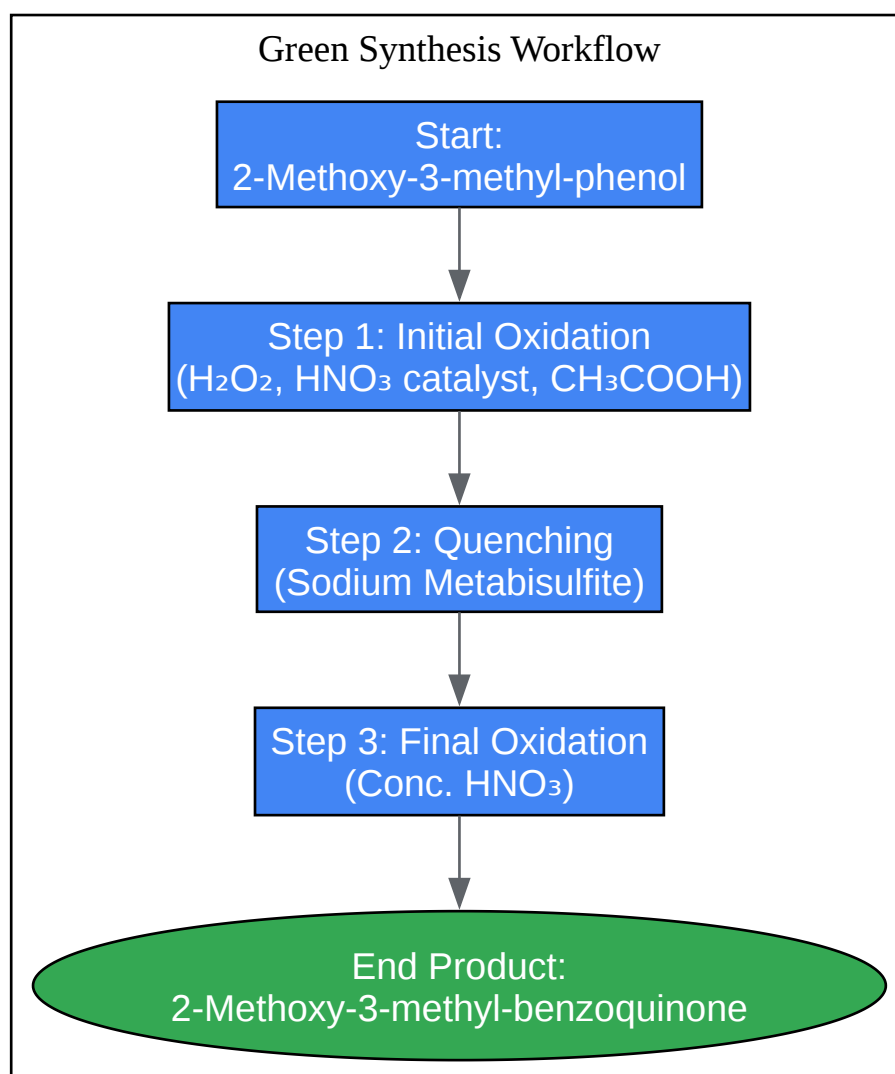 Green Synthesis Workflow
Start:
2-Methoxy-3-methyl-phenol
Step 1: Initial Oxidation
(H₂O₂, HNO₃ catalyst, CH₃COOH)
Step 2: Quenching
(Sodium Metabisulfite)
Step 3: Final Oxidation
(Conc. HNO₃)
End Product:
2-Methoxy-3-methyl-benzoquinone